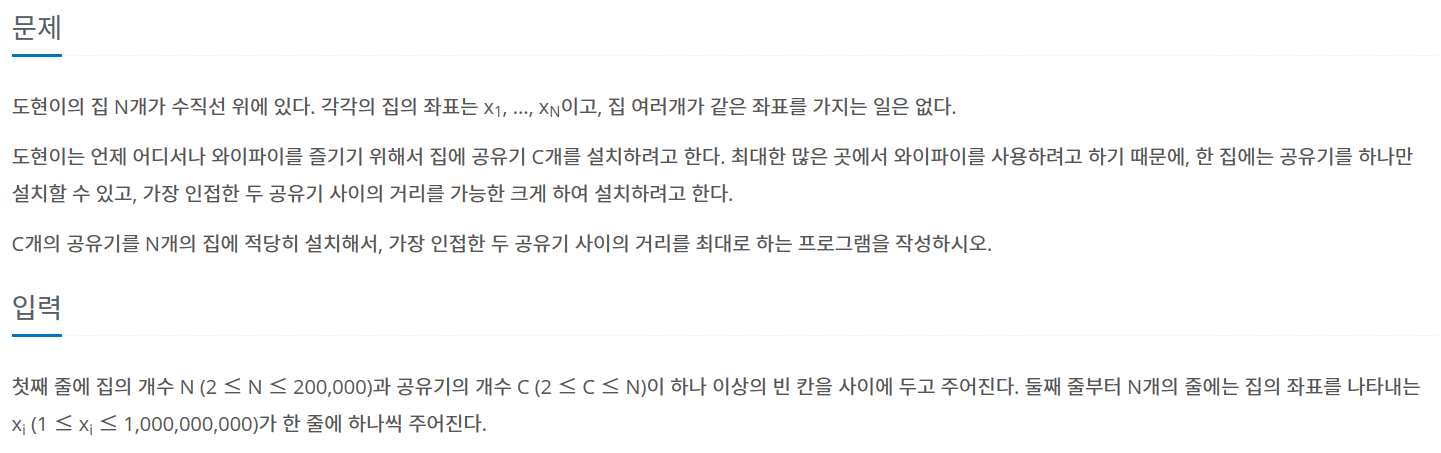 문제
도현이의 집 N개가 수직선 위에 있다. 각각의 집의 좌표는 x1, ..., xN이고, 집 여러개가 같은 좌표를 가지는 일은 없다.
도현이는 언제 어디서나 와이파이를 즐기기 위해서 집에 공유기 C개를 설치하려고 한다. 최대한 많은 곳에서 와이파이를 사용하려고 하기 때문에, 한 집에는 공유기를 하나만
설치할 수 있고, 가장 인접한 두 공유기 사이의 거리를 가능한 크게 하여 설치하려고 한다.
C개의 공유기를 N개의 집에 적당히 설치해서, 가장 인접한 두 공유기 사이의 거리를 최대로 하는 프로그램을 작성하시오.
입력
첫째 줄에 집의 개수 N (2 ≤ N ≤ 200,000)과 공유기의 개수 C (2 ≤ C ≤ N)이 하나 이상의 빈 칸을 사이에 두고 주어진다. 둘째 줄부터 N개의 줄에는 집의 좌표를 나타내는
xi (1 ≤ xi ≤ 1,000,000,000)가 한 줄에 하나씩 주어진다.